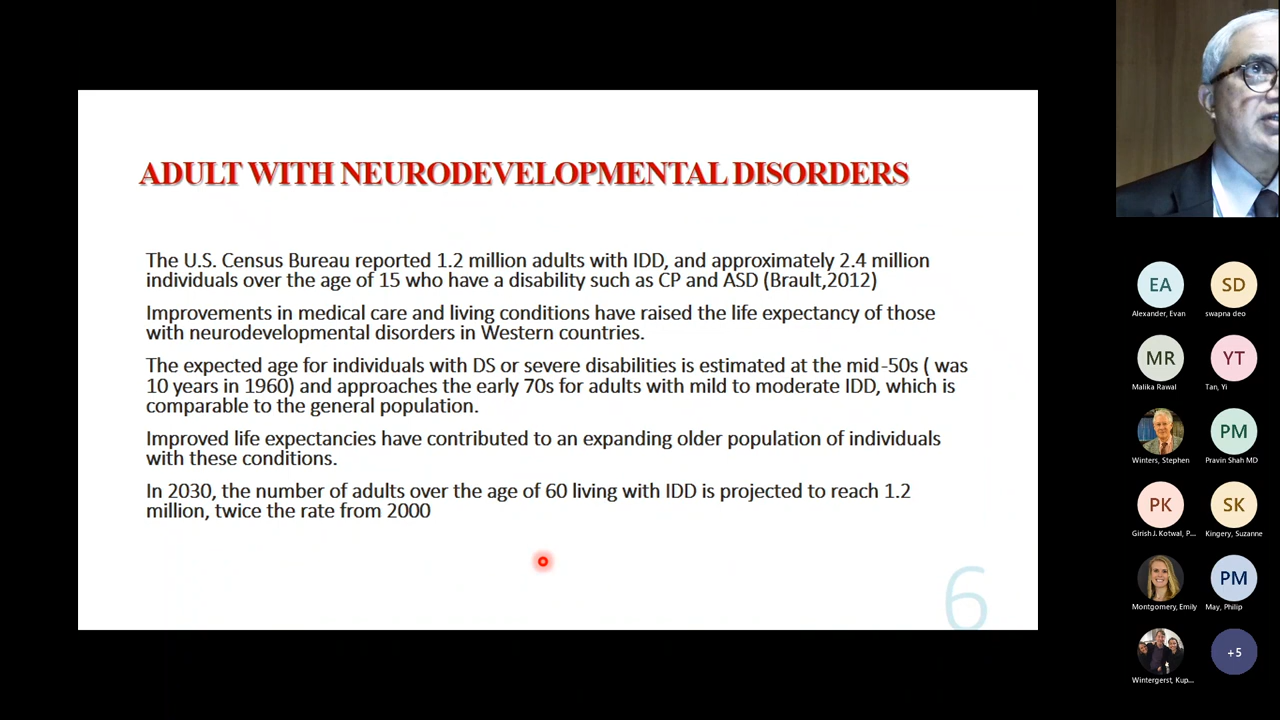 ADULT WITH NEURODEVELOPMENTAL DISORDERS
The U.S. Census Bureau reported 1.2 million adults with IDD, and approximately 2.4 million
individuals over the age of 15 who have a disability such as CP and ASD (Brault,2012)
Improvements in medical care and living conditions have raised the life expectancy of those
with neurodevelopmental disorders in Western countries.
The expected age for individuals with DS or severe disabilities is estimated at the mid-50s ( was
10 years in 1960) and approaches the early 70s for adults with mild to moderate IDD, which is
comparable to the general population.
Improved life expectancies have contributed to an expanding older population of individuals
with these conditions.
In 2030, the number of adults over the age of 60 living with IDD is projected to reach 1.2
million, twice the rate from 2000
6
EA
Alexander, Evan
SD
swapna deo
MR
Malika Rawal
YT
Tan, Yi
Winters, Stephen
PM
Pravin Shah MD
PK
Girish J. Kotwal, P...
SK
Kingery, Suzanne
Montgomery, Emily
PM
May, Philip
Wintergerst, Kup...
+5